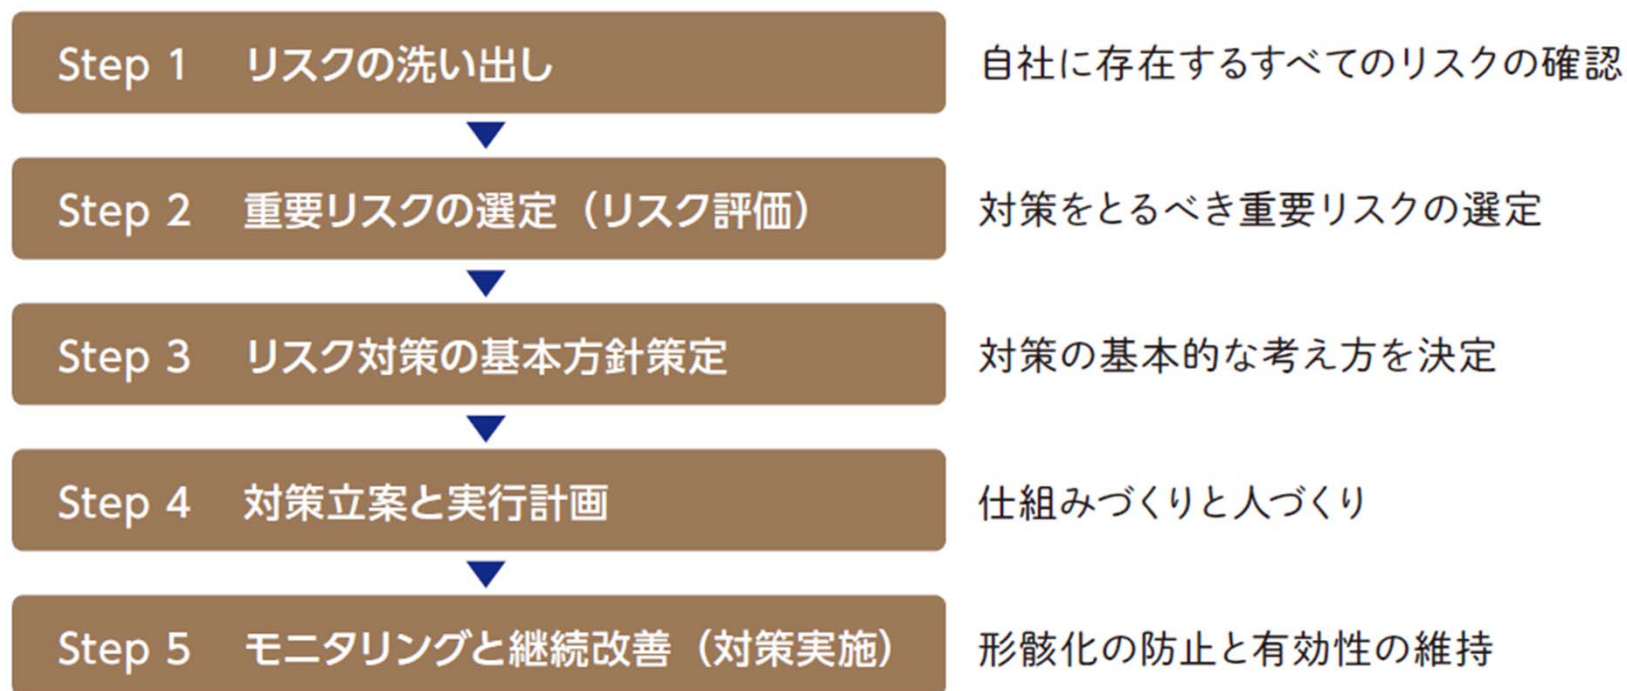 Step 1 リスクの洗い出し 自社に存在するすべてのリスクの確認
Step 2 重要リスクの選定（リスク評価） 対策をとるべき重要リスクの選定
Step 3 リスク対策の基本方針策定 対策の基本的な考え方を決定
Step 4 対策立案と実行計画 仕組みづくりと人づくり
Step 5 モニタリングと継続改善（対策実施） 形骸化の防止と有効性の維持